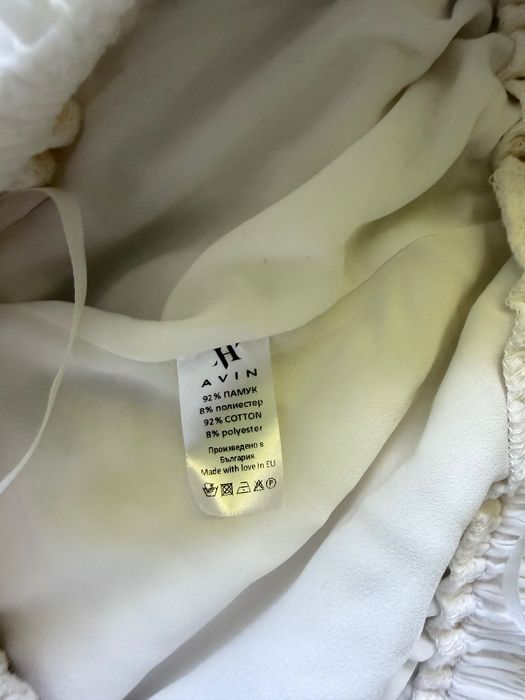 AVIN
92% ПАМУК
8% полиестер
92% COTTON
8% polyester
Произведено в
България
Made with love in EU